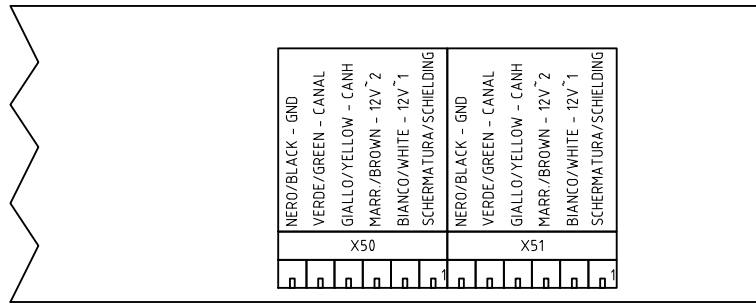 NERO/BLACK - GND
VERDE/GREEN - CANAL
GIALLO/YELLOW - CANH
MARR./BROWN - 12V~2
BIANCO/WHITE - 12V~1
SCHERMATURA/SCHIELDING
NERO/BLACK - GND
VERDE/GREEN - CANAL
GIALLO/YELLOW - CANH
MARR./BROWN - 12V~2
BIANCO/WHITE - 12V~1
SCHERMATURA/SCHIELDING
X50
X51
1
1